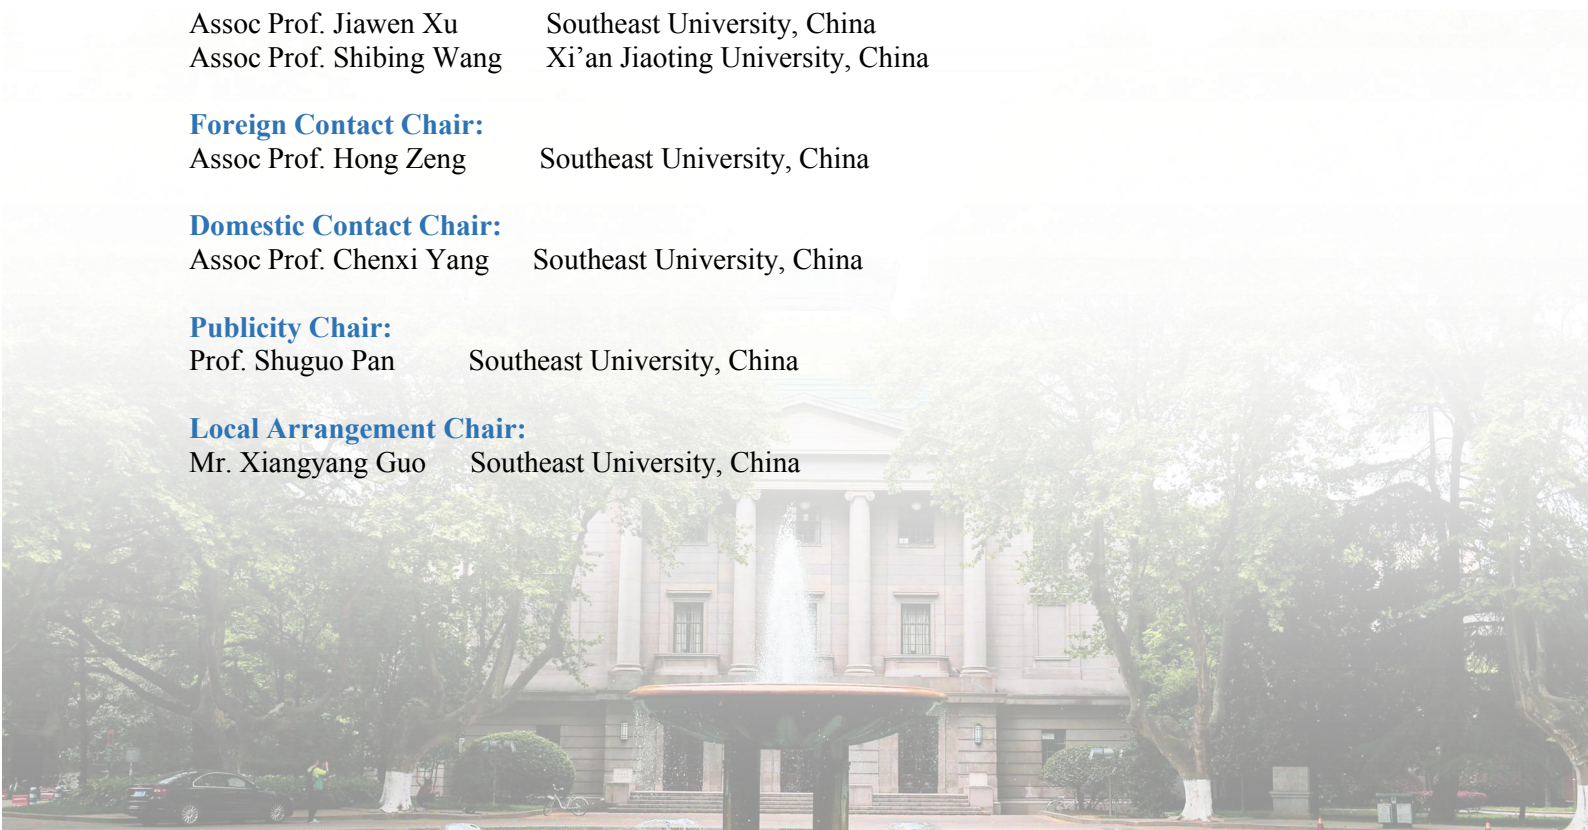 Assoc Prof. Jiawen Xu Southeast University, China
Assoc Prof. Shibing Wang Xi’an Jiaoting University, China
Foreign Contact Chair:
Assoc Prof. Hong Zeng Southeast University, China
Domestic Contact Chair:
Assoc Prof. Chenxi Yang Southeast University, China
Publicity Chair:
Prof. Shuguo Pan Southeast University, China
Local Arrangement Chair:
Mr. Xiangyang Guo Southeast University, China